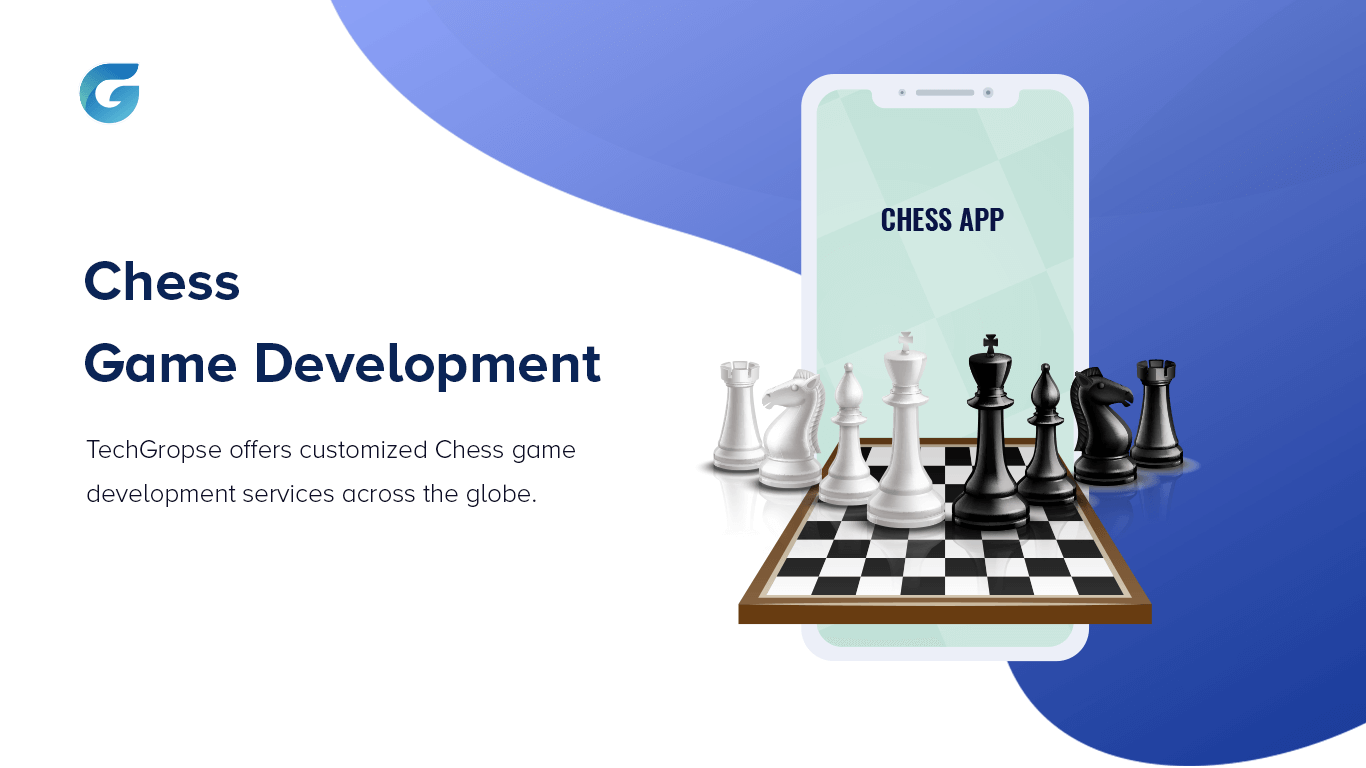 Chess
Game Development
TechGropse offers customized Chess game
development services across the globe.
CHESS APP